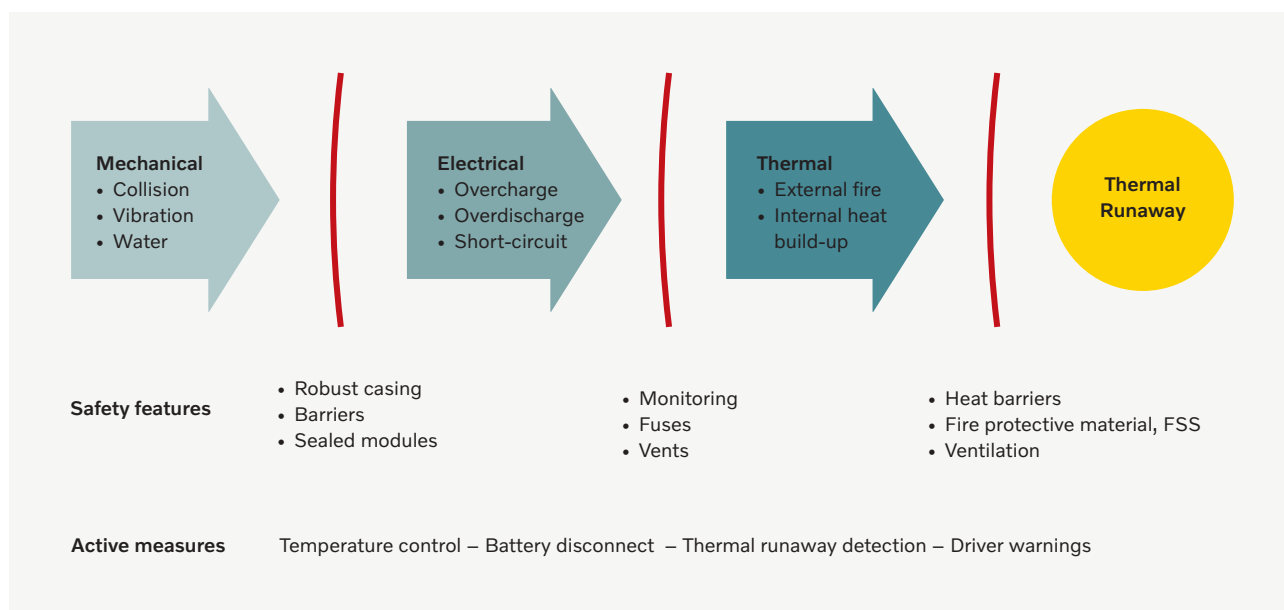 Mechanical
• Collision
• Vibration
• Water
Electrical
• Overcharge
• Overdischarge
• Short-circuit
Thermal
• External fire
• Internal heat
build-up
Thermal
Runaway
Safety features
• Robust casing
• Barriers
• Sealed modules
• Monitoring
• Fuses
• Vents
• Heat barriers
• Fire protective material, FSS
• Ventilation
Active measures
Temperature control – Battery disconnect – Thermal runaway detection – Driver warnings